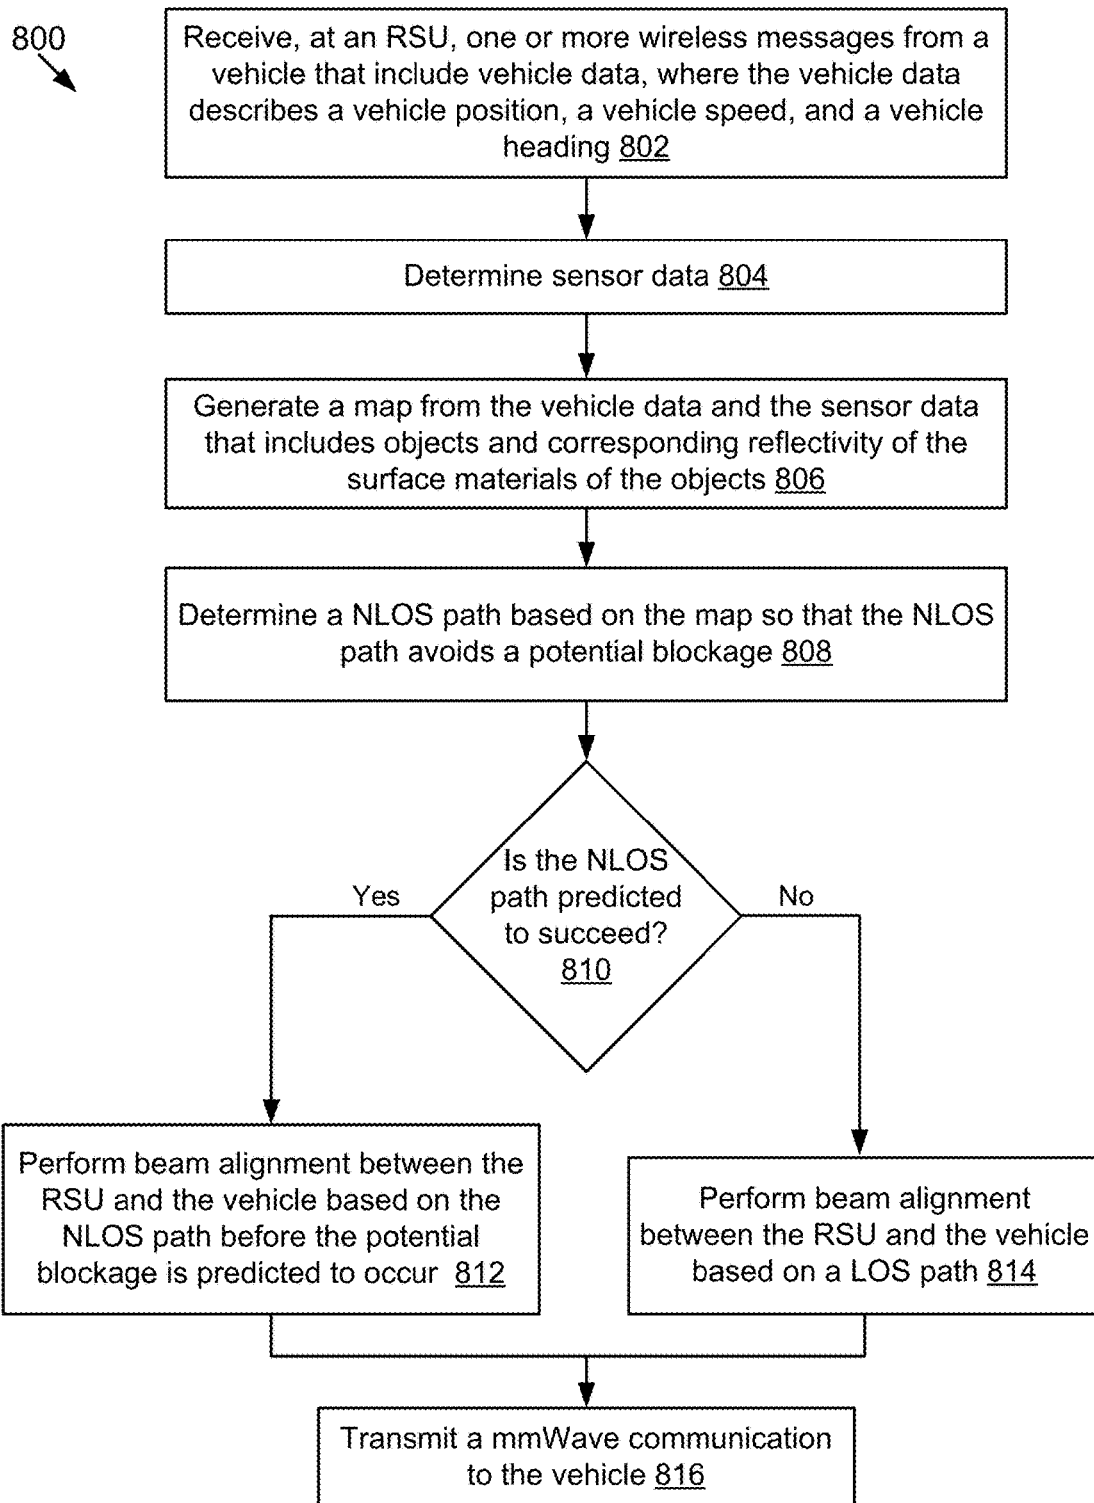 800
Receive, at an RSU, one or more wireless messages from a
vehicle that include vehicle data, where the vehicle data
describes a vehicle position, a vehicle speed, and a vehicle
heading 802
Determine sensor data 804
Generate a map from the vehicle data and the sensor data
that includes objects and corresponding reflectivity of the
surface materials of the objects 806
Determine a NLOS path based on the map so that the NLOS
path avoids a potential blockage 808
Is the NLOS
path predicted
to succeed?
810
Yes
No
Perform beam alignment between the
RSU and the vehicle based on the
NLOS path before the potential
blockage is predicted to occur 812
Perform beam alignment
between the RSU and the vehicle
based on a LOS path 814
Transmit a mmWave communication
to the vehicle 816